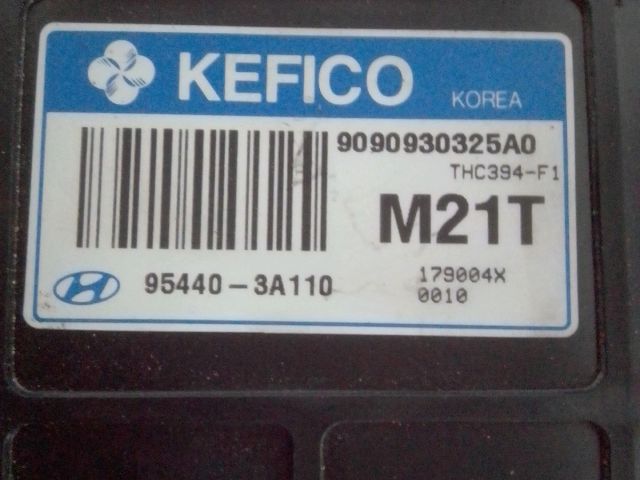 KEFICO KOREA
9090930325A0
THC394-F1
M21T
95440-3A110
179004X
0010